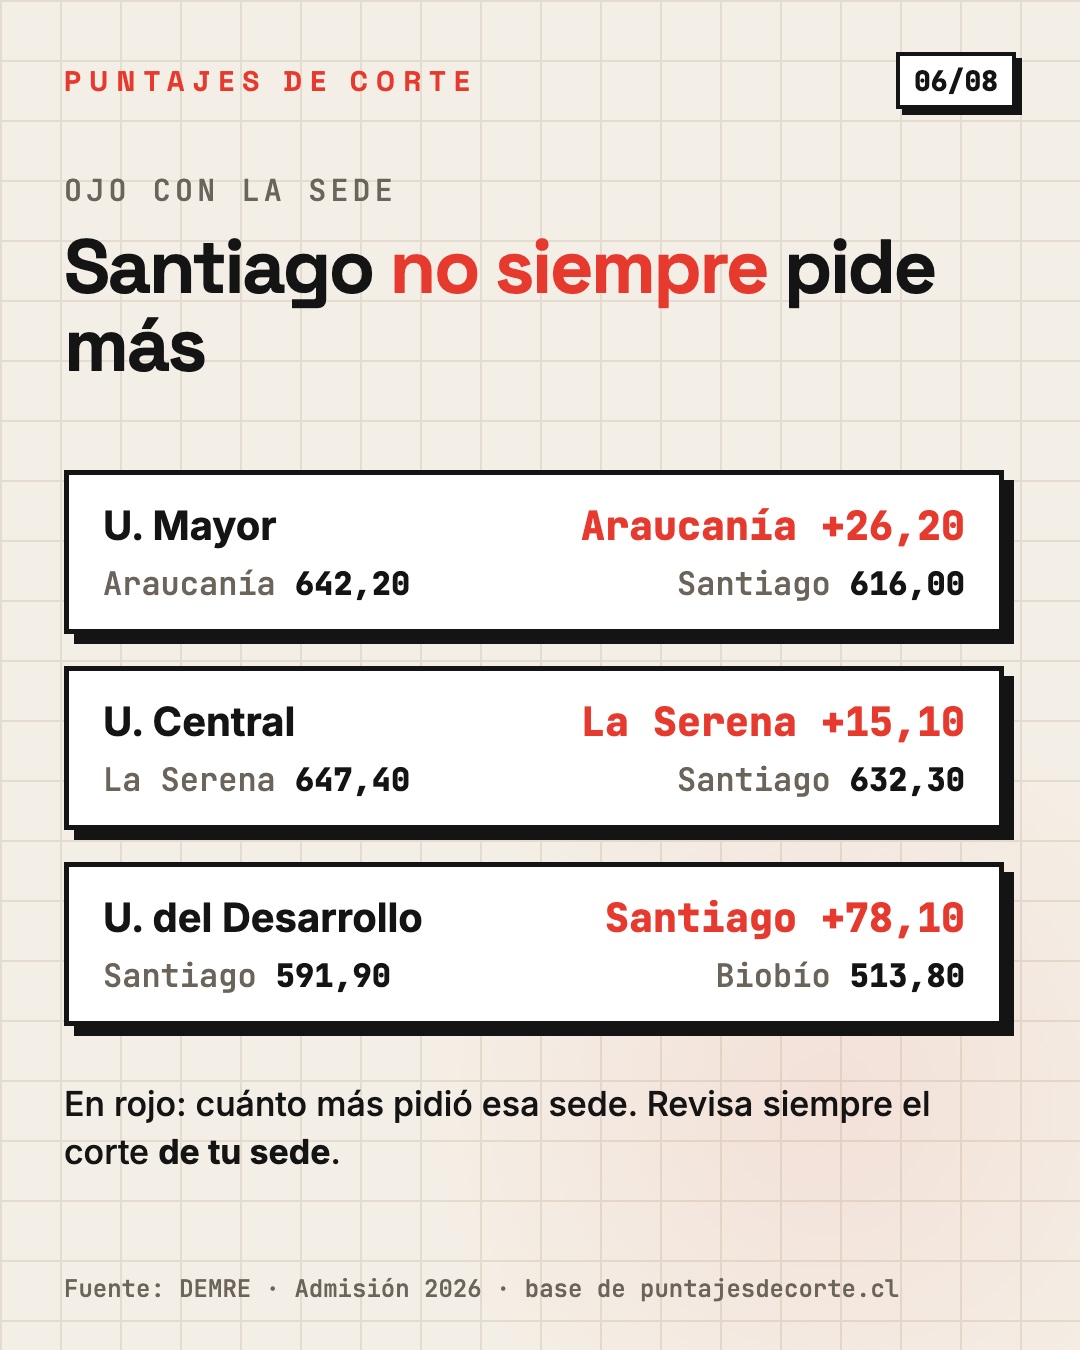 PUNTAJES DE CORTE
06/08
OJO CON LA SEDE
Santiago no siempre pide
más
U. Mayor
Araucanía +26,20
Araucanía 642,20
Santiago 616,00
U. Central
La Serena +15,10
La Serena 647,40
Santiago 632,30
U. del Desarrollo
Santiago +78,10
Santiago 591,90
Biobío 513,80
En rojo: cuánto más pidió esa sede. Revisa siempre el
corte de tu sede.
Fuente: DEMRE · Admisión 2026 · base de puntajesdecorte.cl